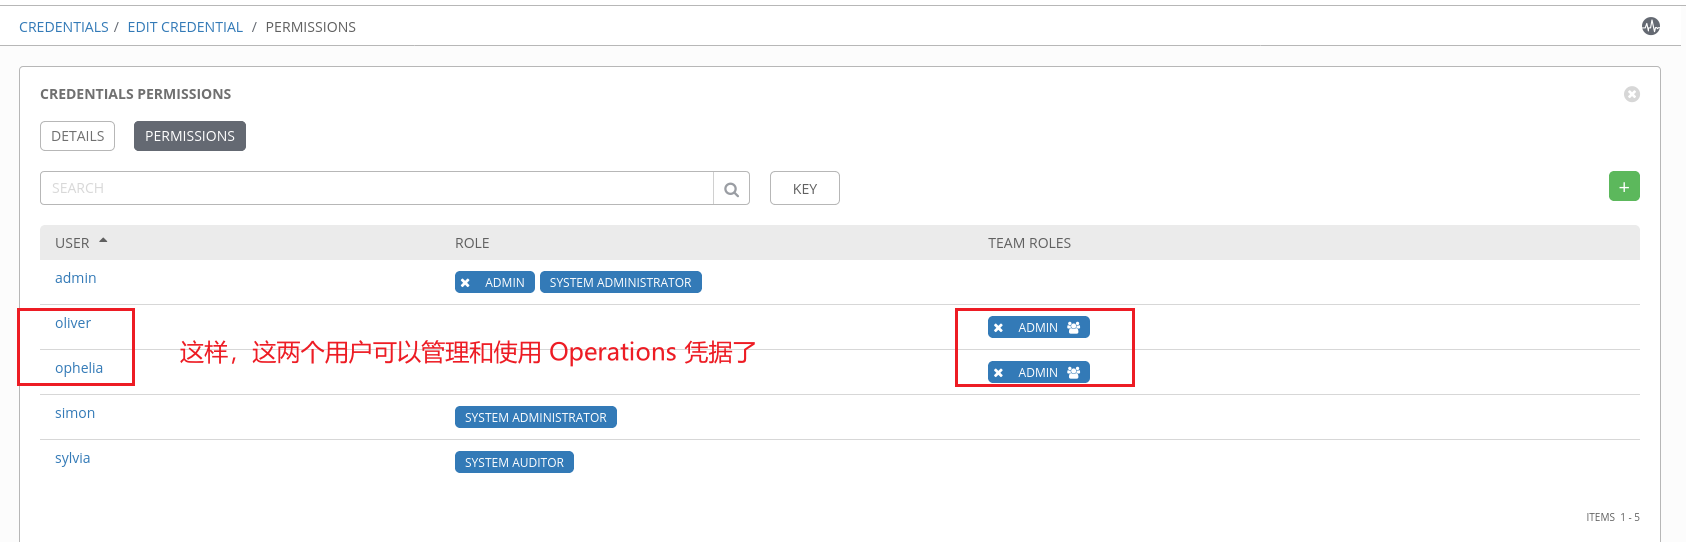 CREDENTIALS / EDIT CREDENTIAL / PERMISSIONS
CREDENTIALS PERMISSIONS
DETAILS PERMISSIONS
SEARCH KEY +
USER ROLE TEAM ROLES
admin ADMIN SYSTEM ADMINISTRATOR
oliver ADMIN
这样，这两个用户可以管理和使用 Operations 凭据了
ophelia ADMIN
simon SYSTEM ADMINISTRATOR
sylvia SYSTEM AUDITOR
ITEMS 1 - 5